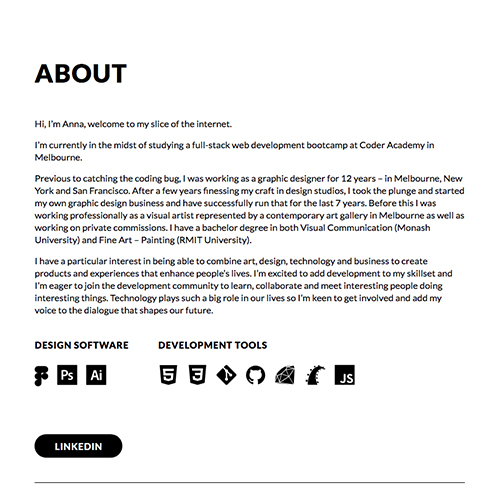 ABOUT
Hi, I'm Anna, welcome to my slice of the internet.
I'm currently in the midst of studying a full-stack web development bootcamp at Coder Academy in
Melbourne.
Previous to catching the coding bug, I was working as a graphic designer for 12 years – in Melbourne, New
York and San Francisco. After a few years finessing my craft in design studios, I took the plunge and started
my own graphic design business and have successfully run that for the last 7 years. Before this I was
working professionally as a visual artist represented by a contemporary art gallery in Melbourne as well as
working on private commissions. I have a bachelor degree in both Visual Communication (Monash
University) and Fine Art – Painting (RMIT University).
I have a particular interest in being able to combine art, design, technology and business to create
products and experiences that enhance people's lives. I'm excited to add development to my skillset and
I'm eager to join the development community to learn, collaborate and meet interesting people doing
interesting things. Technology plays such a big role in our lives so I'm keen to get involved and add my
voice to the dialogue that shapes our future.
DESIGN SOFTWARE DEVELOPMENT TOOLS
Ps Ai 5 3 JS
LINKEDIN